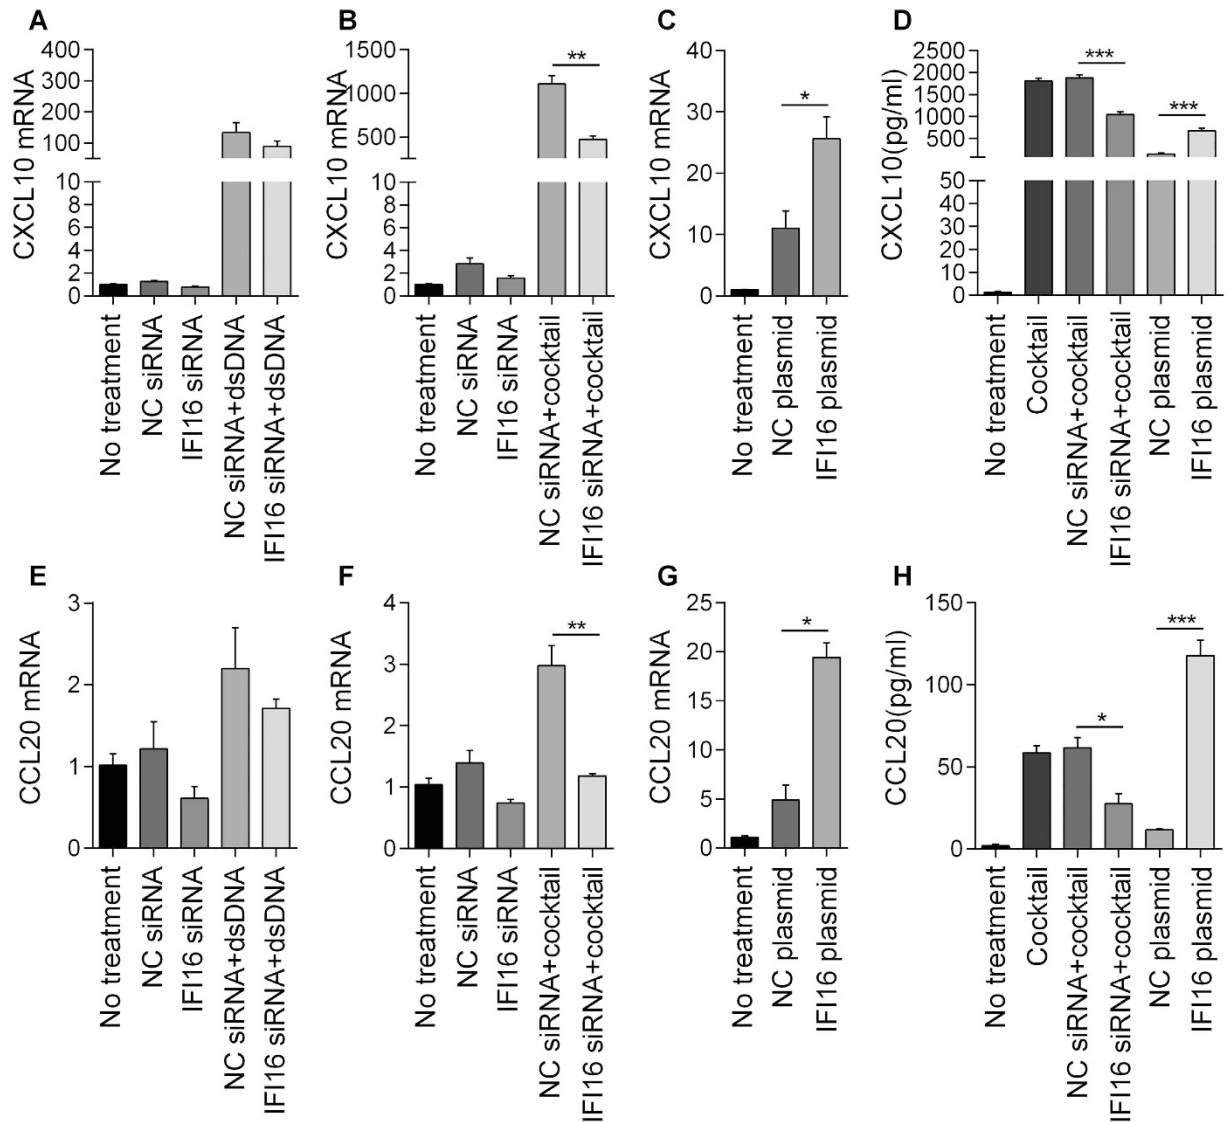 A
CXCL10 mRNA
400
300
200
100
10
8
6
4
2
0
No treatment
NC siRNA
IFI16 siRNA
NC siRNA+dsDNA
IFI16 siRNA+dsDNA
B
CXCL10 mRNA
1500
1000
500
10
8
6
4
2
0
**
No treatment
NC siRNA
IFI16 siRNA
NC siRNA+cocktail
IFI16 siRNA+cocktail
C
CXCL10 mRNA
40
30
20
10
0
*
No treatment
NC plasmid
IFI16 plasmid
D
CXCL10(pg/ml)
2500
2000
1500
1000
500
50
40
30
20
10
0
***
***
No treatment
Cocktail
NC siRNA+cocktail
IFI16 siRNA+cocktail
NC plasmid
IFI16 plasmid
E
CCL20 mRNA
3
2
1
0
No treatment
NC siRNA
IFI16 siRNA
NC siRNA+dsDNA
IFI16 siRNA+dsDNA
F
CCL20 mRNA
4
3
2
1
0
**
No treatment
NC siRNA
IFI16 siRNA
NC siRNA+cocktail
IFI16 siRNA+cocktail
G
CCL20 mRNA
25
20
15
10
5
0
*
No treatment
NC plasmid
IFI16 plasmid
H
CCL20(pg/ml)
150
100
50
0
*
***
No treatment
Cocktail
NC siRNA+cocktail
IFI16 siRNA+cocktail
NC plasmid
IFI16 plasmid